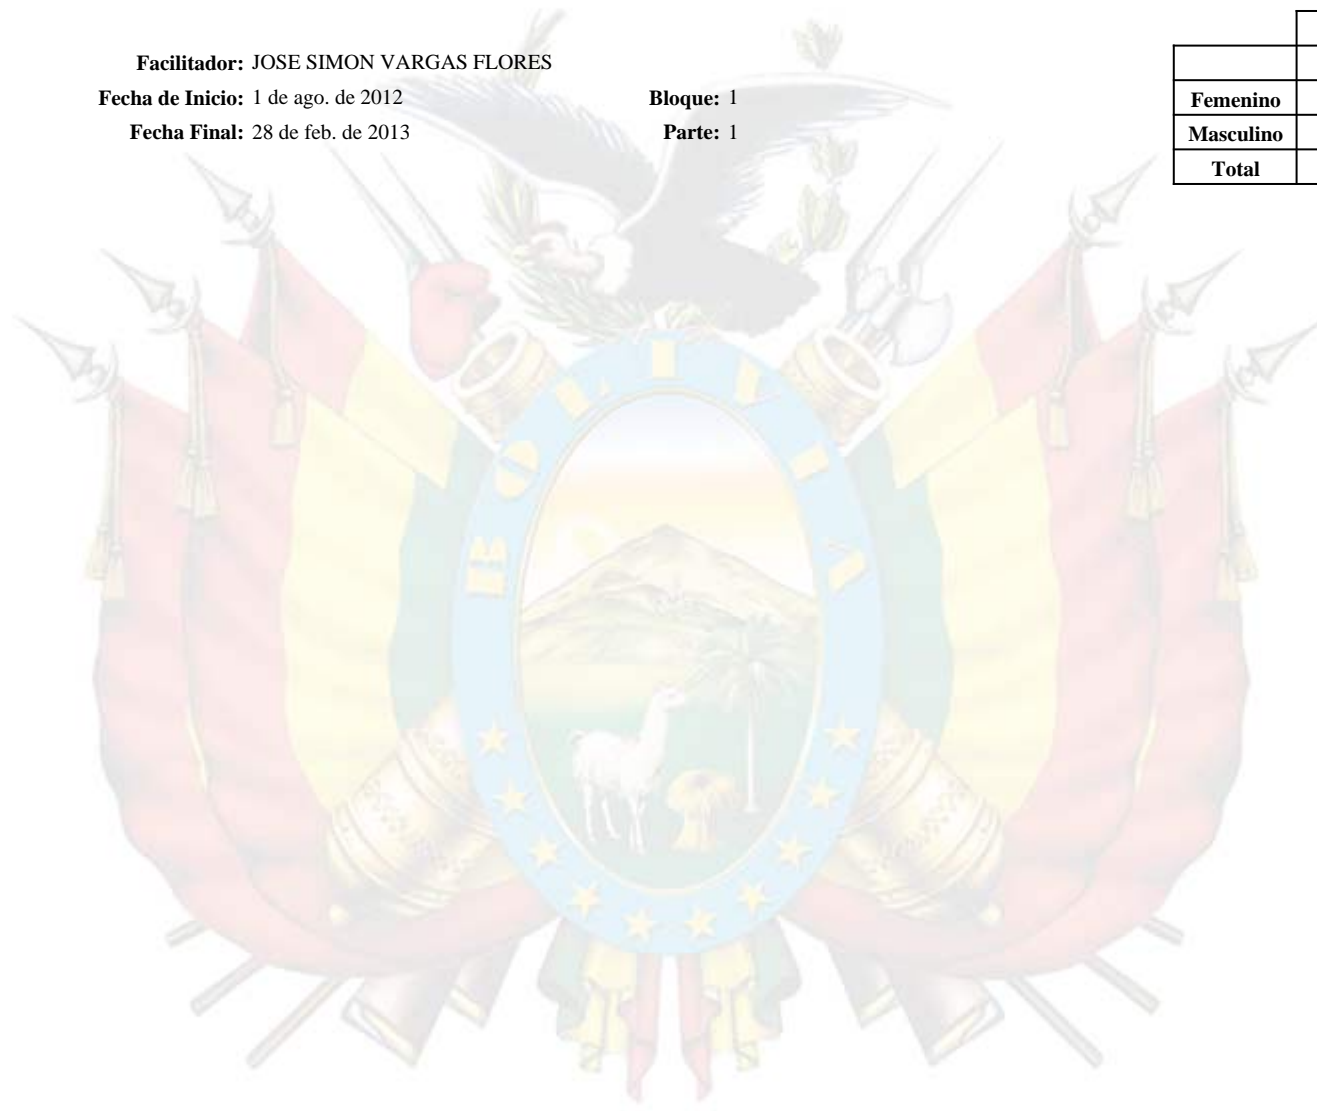 Facilitador: JOSE SIMON VARGAS FLORES
Fecha de Inicio: 1 de ago. de 2012 Bloque: 1
Fecha Final: 28 de feb. de 2013 Parte: 1
Femenino
Masculino
Total
BOLIVIA